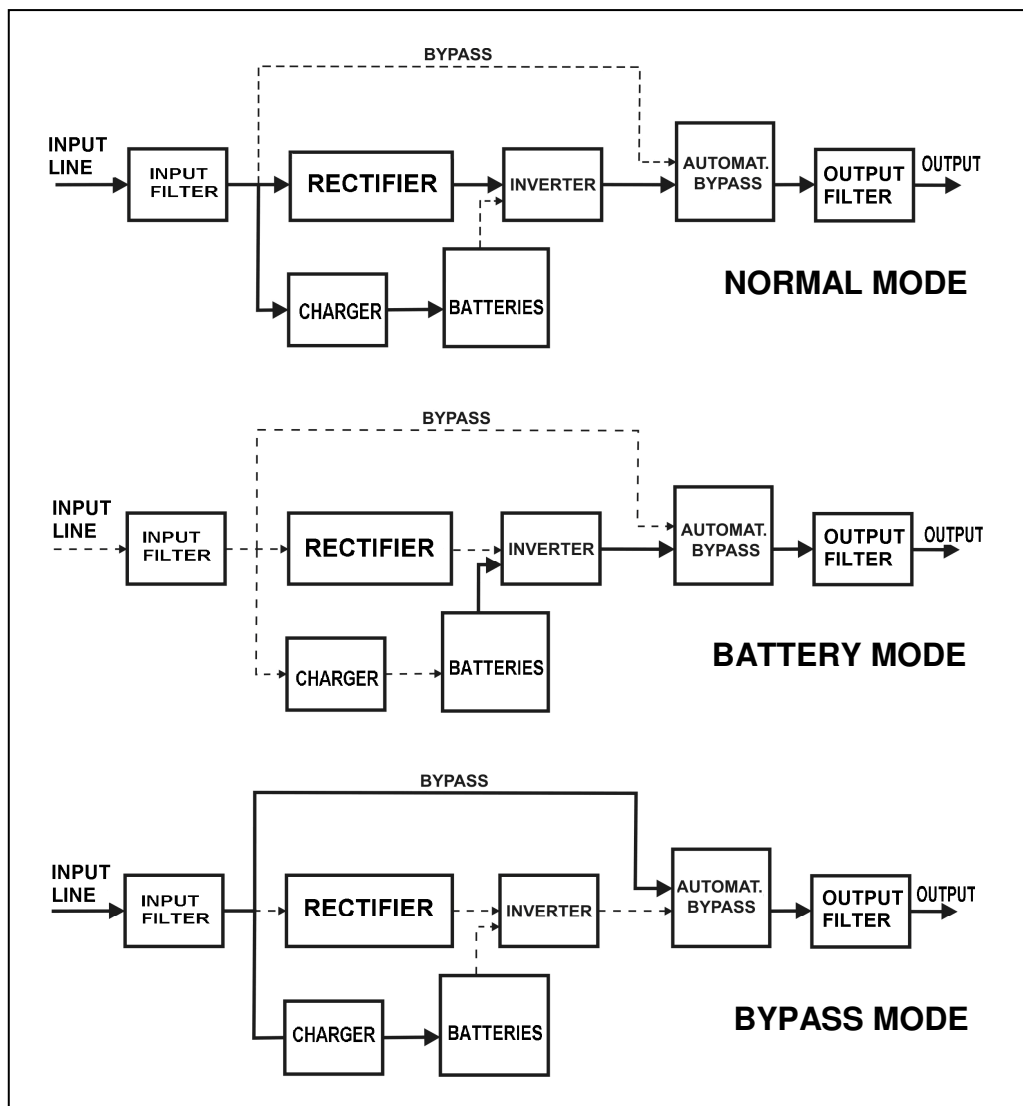 BYPASS
INPUT
LINE
INPUT
FILTER
RECTIFIER
INVERTER
AUTOMAT.
BYPASS
OUTPUT
FILTER
OUTPUT
CHARGER
BATTERIES
NORMAL MODE
BYPASS
INPUT
LINE
INPUT
FILTER
RECTIFIER
INVERTER
AUTOMAT.
BYPASS
OUTPUT
FILTER
OUTPUT
CHARGER
BATTERIES
BATTERY MODE
BYPASS
INPUT
LINE
INPUT
FILTER
RECTIFIER
INVERTER
AUTOMAT.
BYPASS
OUTPUT
FILTER
OUTPUT
CHARGER
BATTERIES
BYPASS MODE